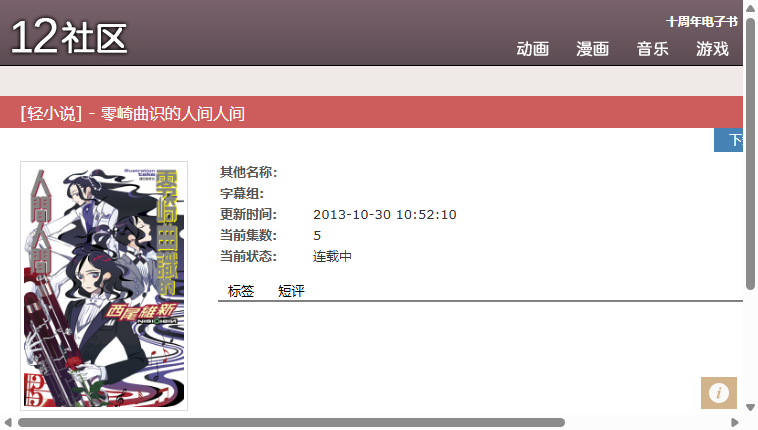 十周年电子书
12社区
动画 漫画 音乐 游戏
[轻小说] - 零崎曲识的人间人间
下
其他名称:
字幕组:
更新时间: 2013-10-30 10:52:10
当前集数: 5
当前状态: 连载中
标签 短评
Illustration
take
零崎曲識的
人間人間
西尾維新
NISIOISIN